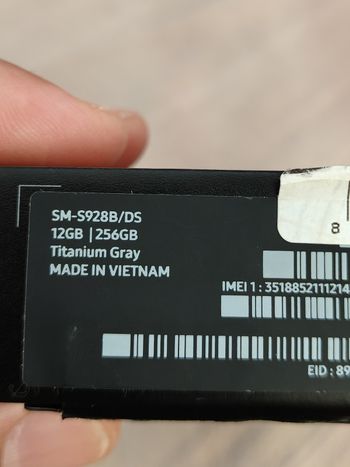 8
SM-S928B/DS
12GB | 256GB
Titanium Gray
MADE IN VIETNAM
IMEI 1 : 3518852111214
EID : 89